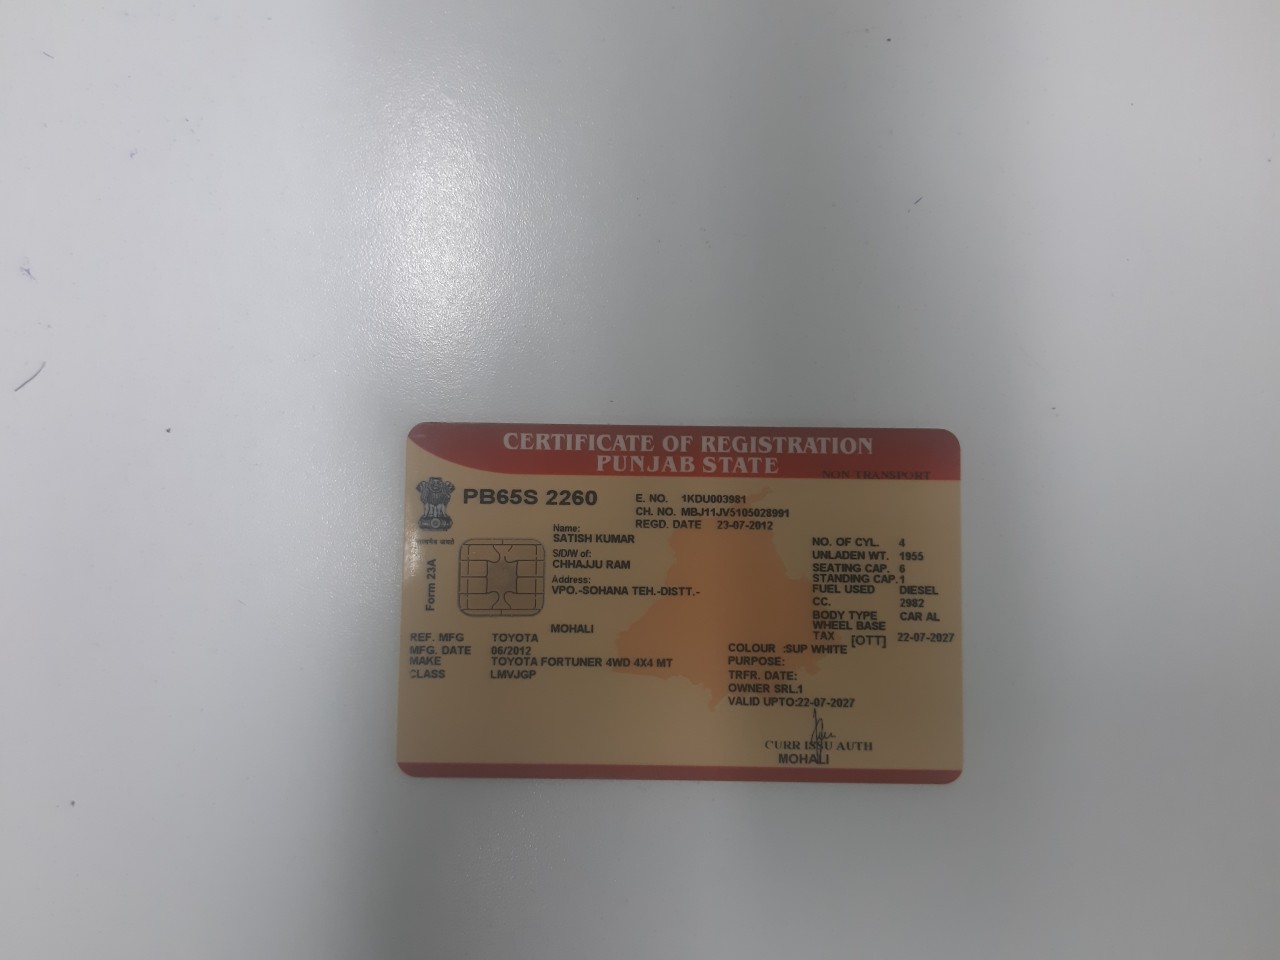 CERTIFICATE OF REGISTRATION
PUNJAB STATE
NON TRANSPORT
PB65S 2260
E. NO. 1KDU003981
CH. NO. MBJ11JV5105028991
REGD. DATE 23-07-2012
सत्यमेव जयते
Form 23A
Name:
SATISH KUMAR
S/D/W of:
CHHAJJU RAM
Address:
VPO.-SOHANA TEH.-DISTT.-
MOHALI
NO. OF CYL. 4
UNLADEN WT. 1955
SEATING CAP. 6
STANDING CAP.1
FUEL USED DIESEL
CC. 2982
BODY TYPE CAR AL
WHEEL BASE
TAX [OTT] 22-07-2027
REF. MFG TOYOTA
MFG. DATE 06/2012
MAKE TOYOTA FORTUNER 4WD 4X4 MT
CLASS LMVJGP
COLOUR :SUP WHITE
PURPOSE:
TRFR. DATE:
OWNER SRL.1
VALID UPTO:22-07-2027
CURR ISSU AUTH
MOHALI